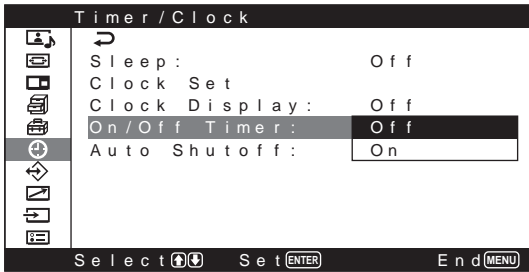 Timer/Clock
Sleep: Off
Clock Set
Clock Display: Off
On/Off Timer: Off
Auto Shutoff: On
Select Set ENTER End MENU